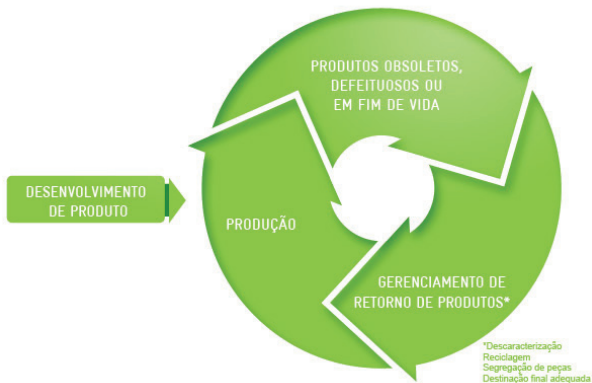 PRODUTOS OBSOLETOS,
DEFEITUOSOS OU
EM FIM DE VIDA
DESENVOLVIMENTO
DE PRODUTO
PRODUÇÃO
GERENCIAMENTO DE
RETORNO DE PRODUTOS*
*Descaracterização
Reciclagem
Segregação de peças
Destinação final adequada